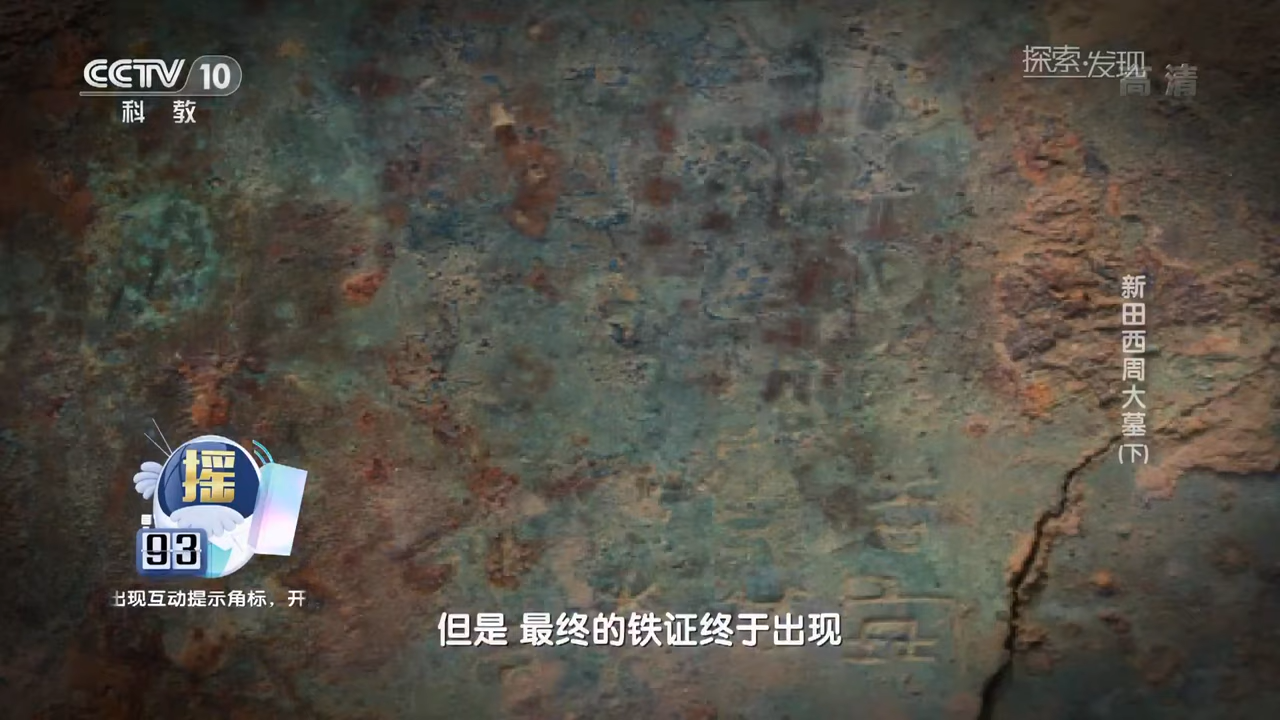 CCTV 10
科 教
探索·发现
高清
新田西周大墓(下)
摇
93
出现互动提示角标，开
但是 最终的铁证终于出现